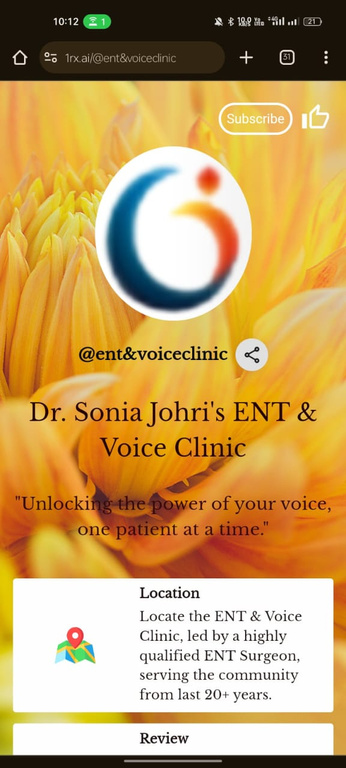 10:12
1
21
1rx.ai/@ent&voiceclinic
31
Subscribe
@ent&voiceclinic
Dr. Sonia Johri's ENT &
Voice Clinic
"Unlocking the power of your voice,
one patient at a time."
Location
Locate the ENT & Voice
Clinic, led by a highly
qualified ENT Surgeon,
serving the community
from last 20+ years.
Review